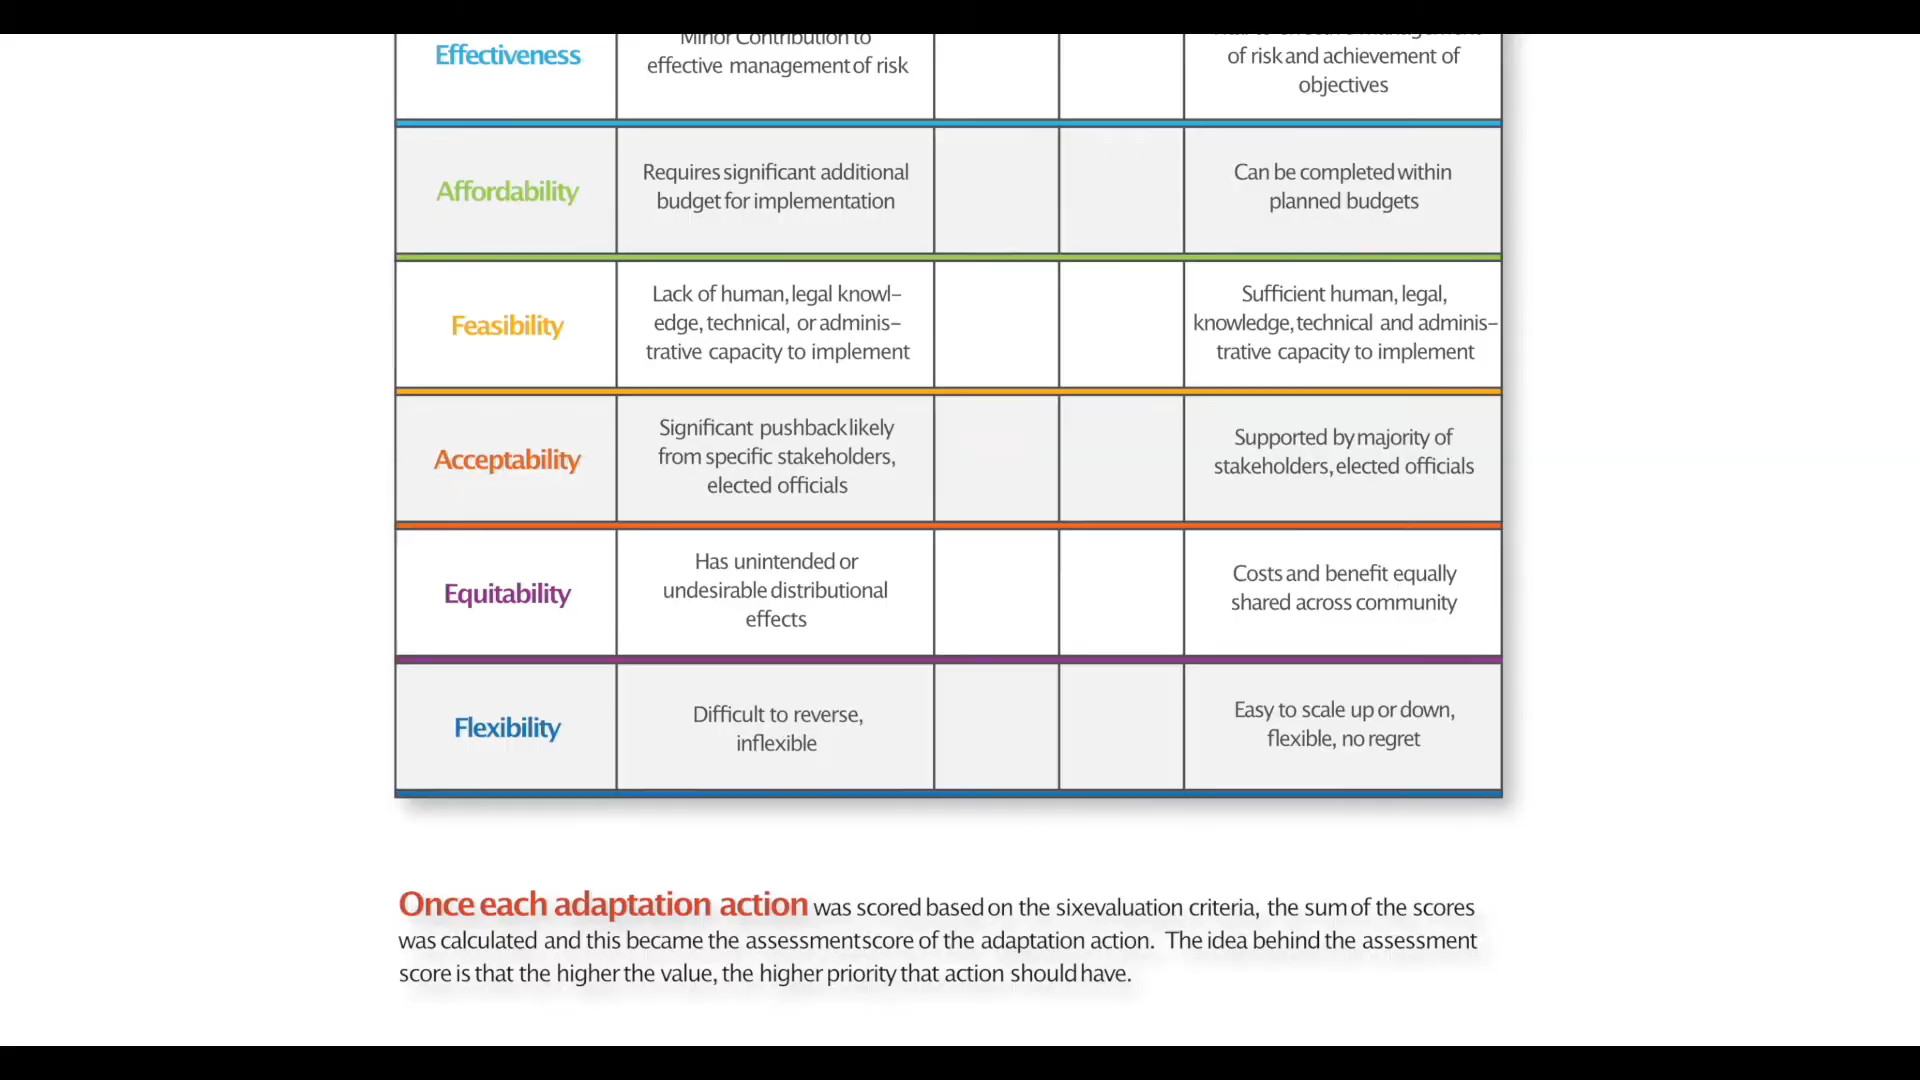 Effectiveness
Minor Contribution to
effective management of risk
of risk and achievement of
objectives
Affordability
Requires significant additional
budget for implementation
Can be completed within
planned budgets
Feasibility
Lack of human, legal knowl-
edge, technical, or adminis-
trative capacity to implement
Sufficient human, legal,
knowledge, technical and adminis-
trative capacity to implement
Acceptability
Significant pushback likely
from specific stakeholders,
elected officials
Supported by majority of
stakeholders, elected officials
Equitability
Has unintended or
undesirable distributional
effects
Costs and benefit equally
shared across community
Flexibility
Difficult to reverse,
inflexible
Easy to scale up or down,
flexible, no regret
Once each adaptation action was scored based on the six evaluation criteria, the sum of the scores
was calculated and this became the assessment score of the adaptation action. The idea behind the assessment
score is that the higher the value, the higher priority that action should have.